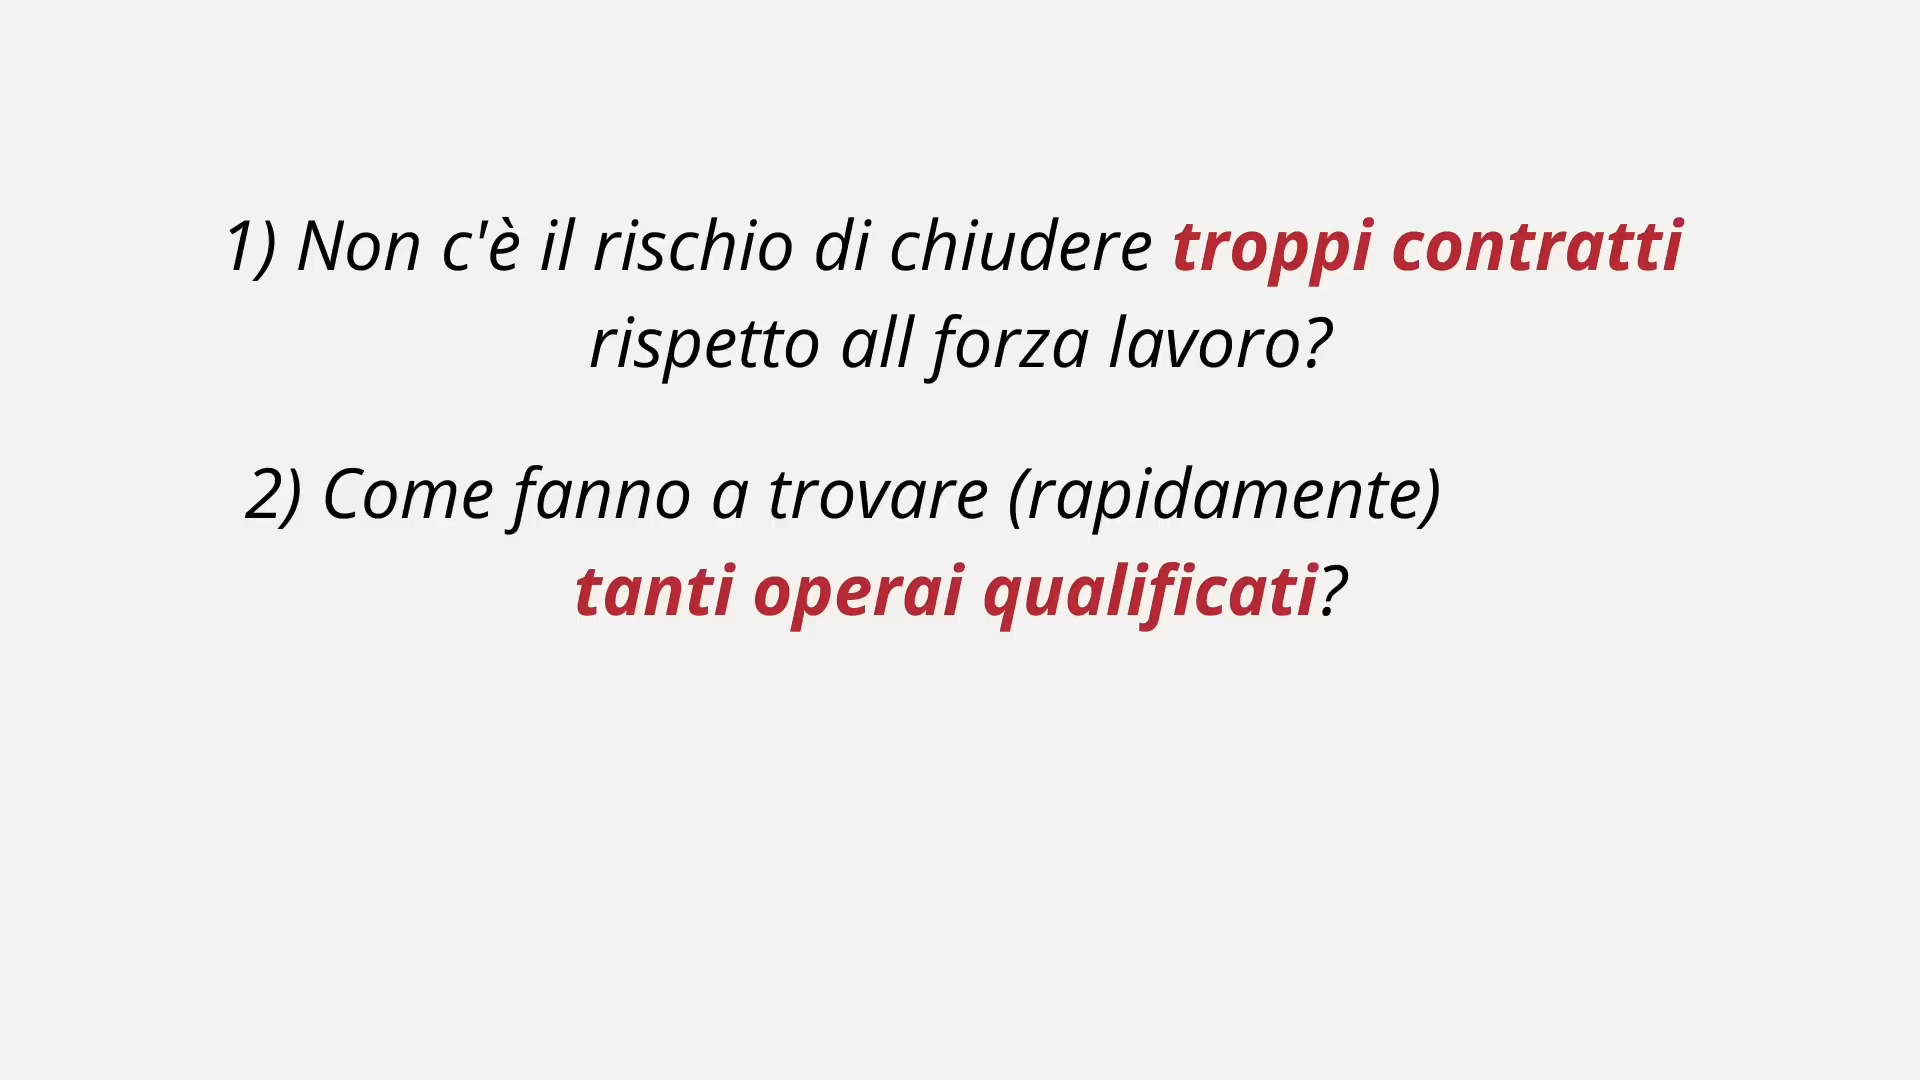 1) Non c'è il rischio di chiudere troppi contratti
rispetto all forza lavoro?
2) Come fanno a trovare (rapidamente)
tanti operai qualificati?